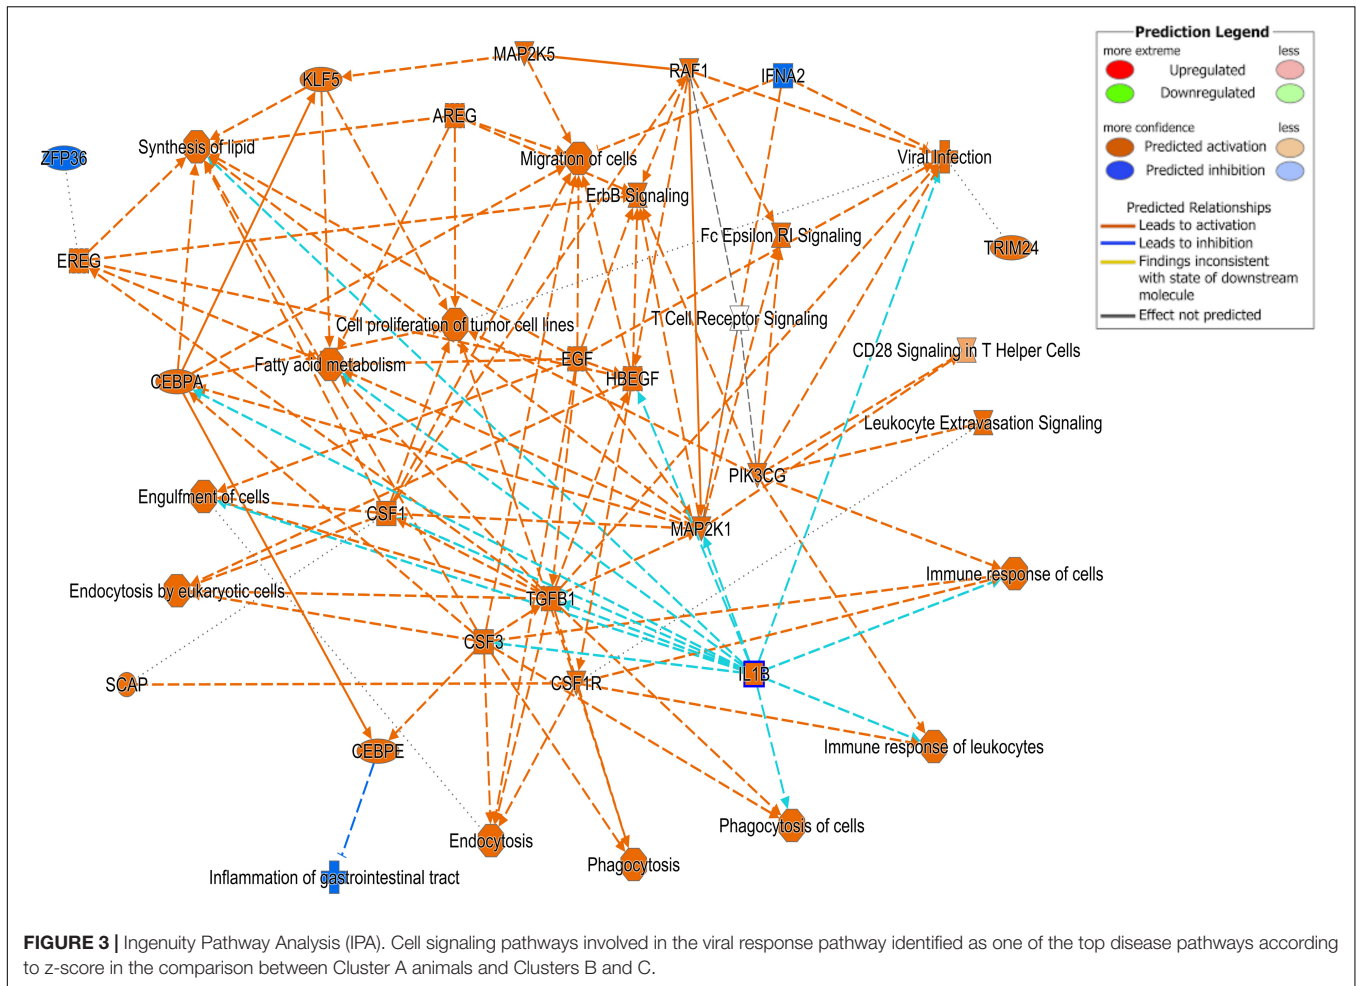 MAP2K5
RAF1
IFNA2
KLF5
AREG
ZFP36
Synthesis of lipid
Migration of cells
Viral Infection
ErbB Signaling
Fc Epsilon RI Signaling
TRIM24
EREG
T Cell Receptor Signaling
Cell proliferation of tumor cell lines
CD28 Signaling in T Helper Cells
Fatty acid metabolism
EGF
HBEGF
CEBPA
Leukocyte Extravasation Signaling
PIK3CG
Engulfment of cells
CSF1
MAP2K1
Immune response of cells
Endocytosis by eukaryotic cells
TGFB1
CSF3
IL1B
SCAP
CSF1R
CEBPE
Immune response of leukocytes
Phagocytosis of cells
Endocytosis
Phagocytosis
Inflammation of gastrointestinal tract
Prediction Legend
more extreme less
Upregulated
Downregulated
more confidence less
Predicted activation
Predicted inhibition
Predicted Relationships
Leads to activation
Leads to inhibition
Findings inconsistent
with state of downstream
molecule
Effect not predicted
FIGURE 3 | Ingenuity Pathway Analysis (IPA). Cell signaling pathways involved in the viral response pathway identified as one of the top disease pathways according
to z-score in the comparison between Cluster A animals and Clusters B and C.